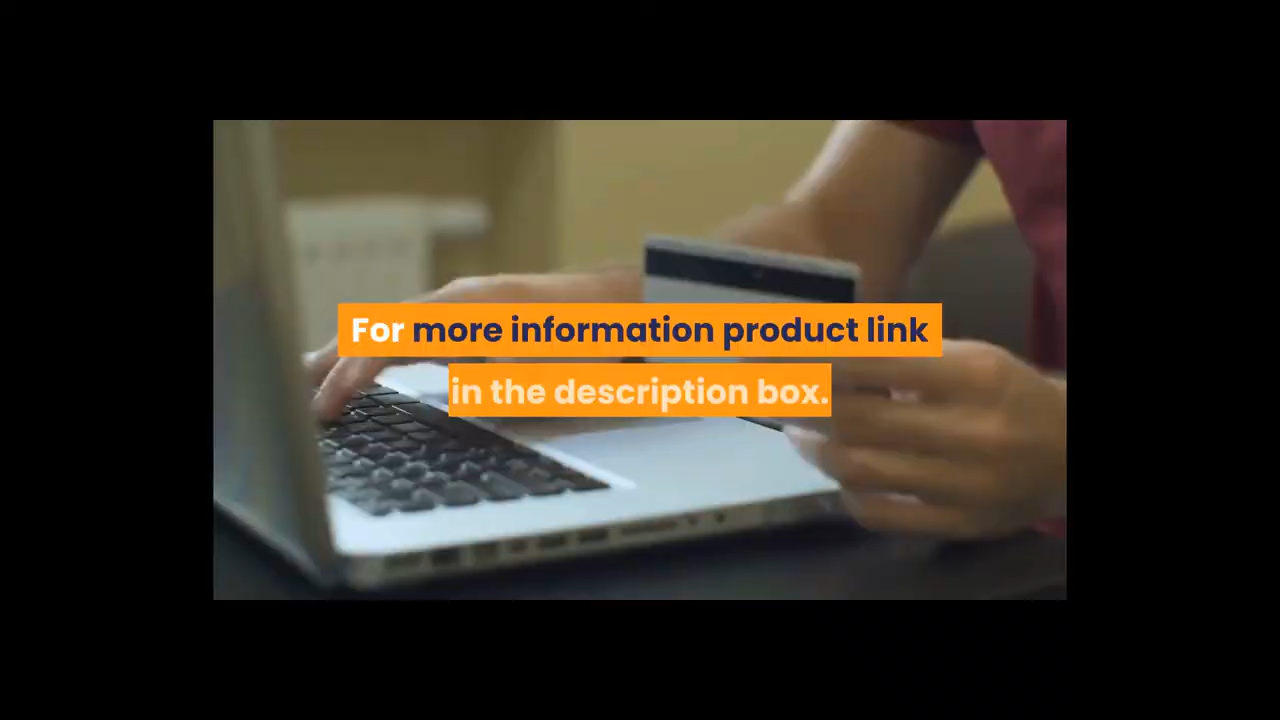 For more information product link
in the description box.